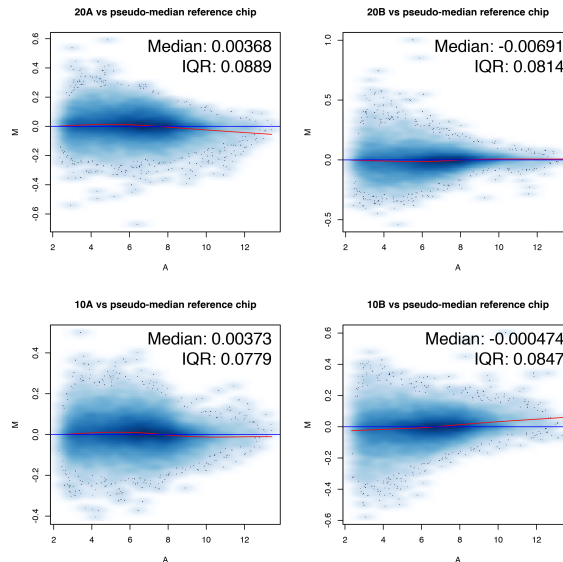 20A vs pseudo-median reference chip
Median: 0.00368
IQR: 0.0889
M
0.6
0.4
0.2
0.0
-0.2
-0.4
-0.6
2 4 6 8 10 12
A
20B vs pseudo-median reference chip
Median: -0.00691
IQR: 0.0814
M
1.0
0.5
0.0
-0.5
2 4 6 8 10 12
A
10A vs pseudo-median reference chip
Median: 0.00373
IQR: 0.0779
M
0.4
0.2
0.0
-0.2
-0.4
2 4 6 8 10 12
A
10B vs pseudo-median reference chip
Median: -0.000474
IQR: 0.0847
M
0.6
0.4
0.2
0.0
-0.2
-0.4
-0.6
2 4 6 8 10 12
A